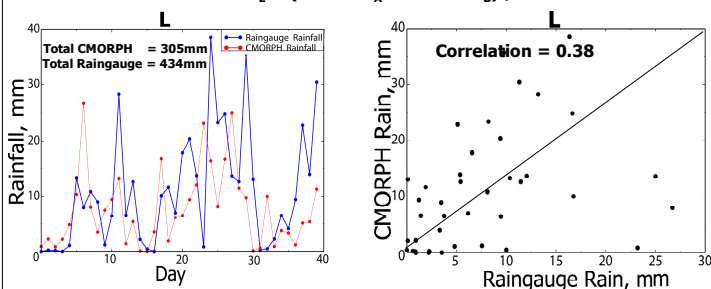 L
Total CMORPH = 305mm
Total Raingauge = 434mm
Raingauge Rainfall
CMORPH Rainfall
Rainfall, mm
40
30
20
10
0
0
10
20
30
40
Day
L
Correlation = 0.38
CMORPH Rain, mm
40
30
20
10
0
5
10
15
20
25
30
Raingauge Rain, mm